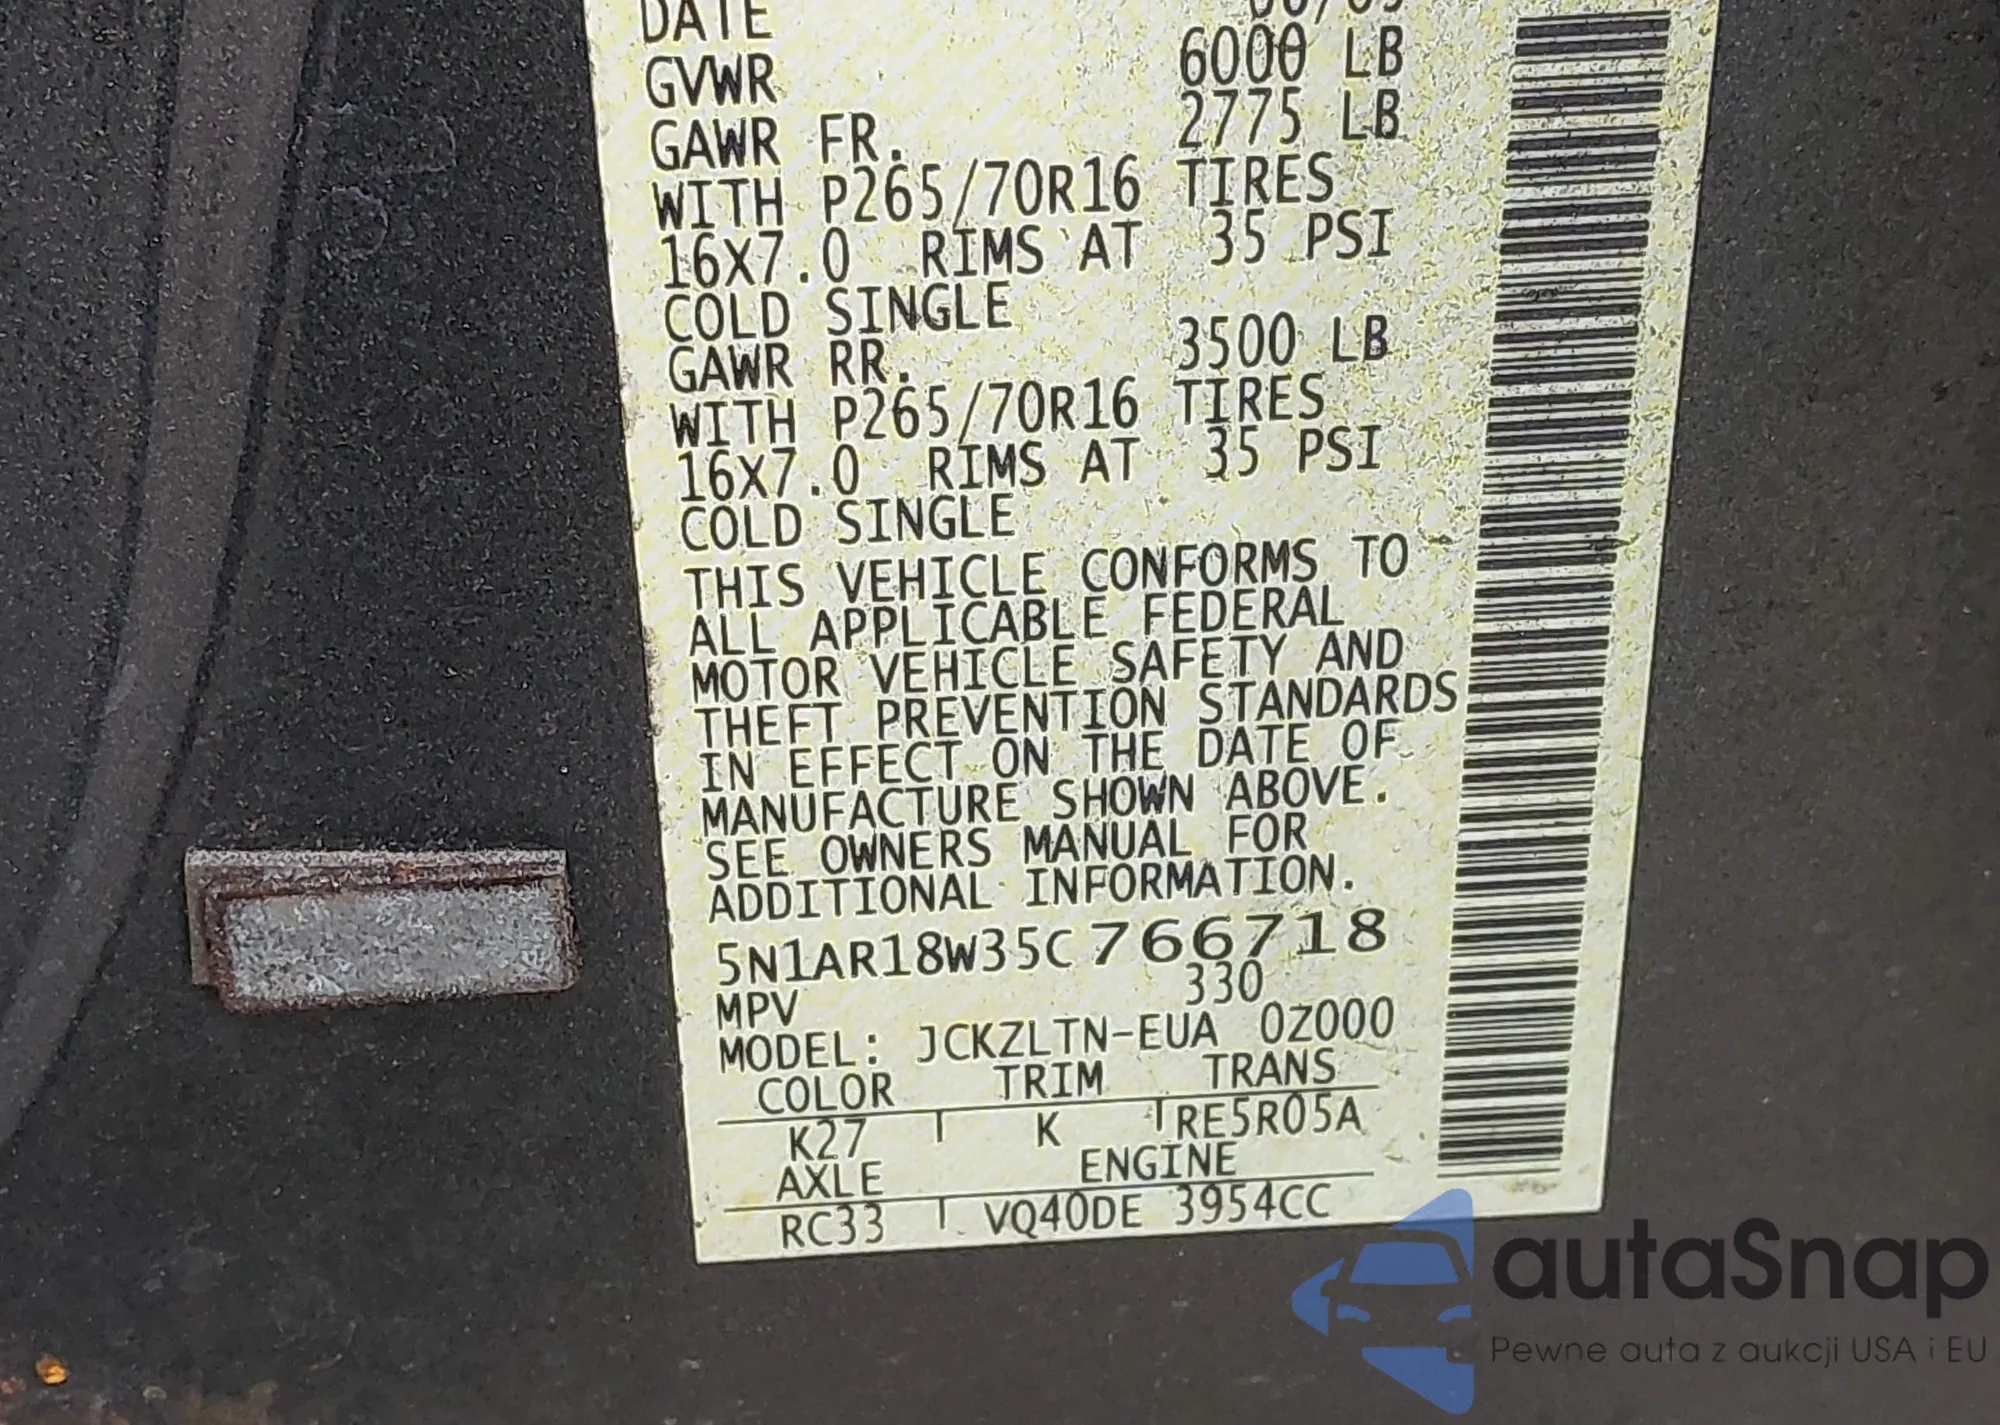 DATE
GVWR 6000 LB
GAWR FR. 2775 LB
WITH P265/70R16 TIRES
16X7.0 RIMS AT 35 PSI
COLD SINGLE
GAWR RR. 3500 LB
WITH P265/70R16 TIRES
16X7.0 RIMS AT 35 PSI
COLD SINGLE
THIS VEHICLE CONFORMS TO
ALL APPLICABLE FEDERAL
MOTOR VEHICLE SAFETY AND
THEFT PREVENTION STANDARDS
IN EFFECT ON THE DATE OF
MANUFACTURE SHOWN ABOVE.
SEE OWNERS MANUAL FOR
ADDITIONAL INFORMATION.
5N1AR18W35C766718
MPV 330
MODEL: JCKZLTN-EUA 0Z000
COLOR TRIM TRANS
K27 K RE5R05A
AXLE ENGINE
RC33 VQ40DE 3954CC
autaSnap
Pewne auta z aukcji USA i EU